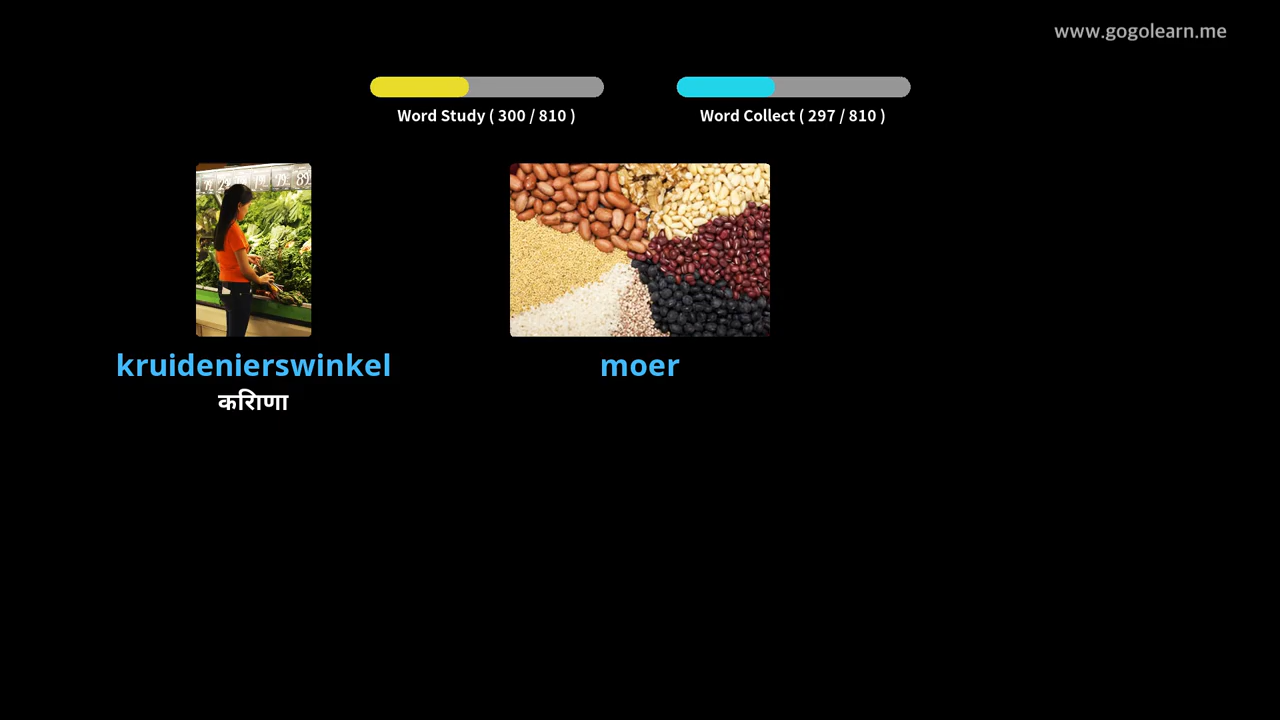 www.gogolearn.me
Word Study ( 300 / 810 )
Word Collect ( 297 / 810 )
kruidenierswinkel
करिाणा
moer